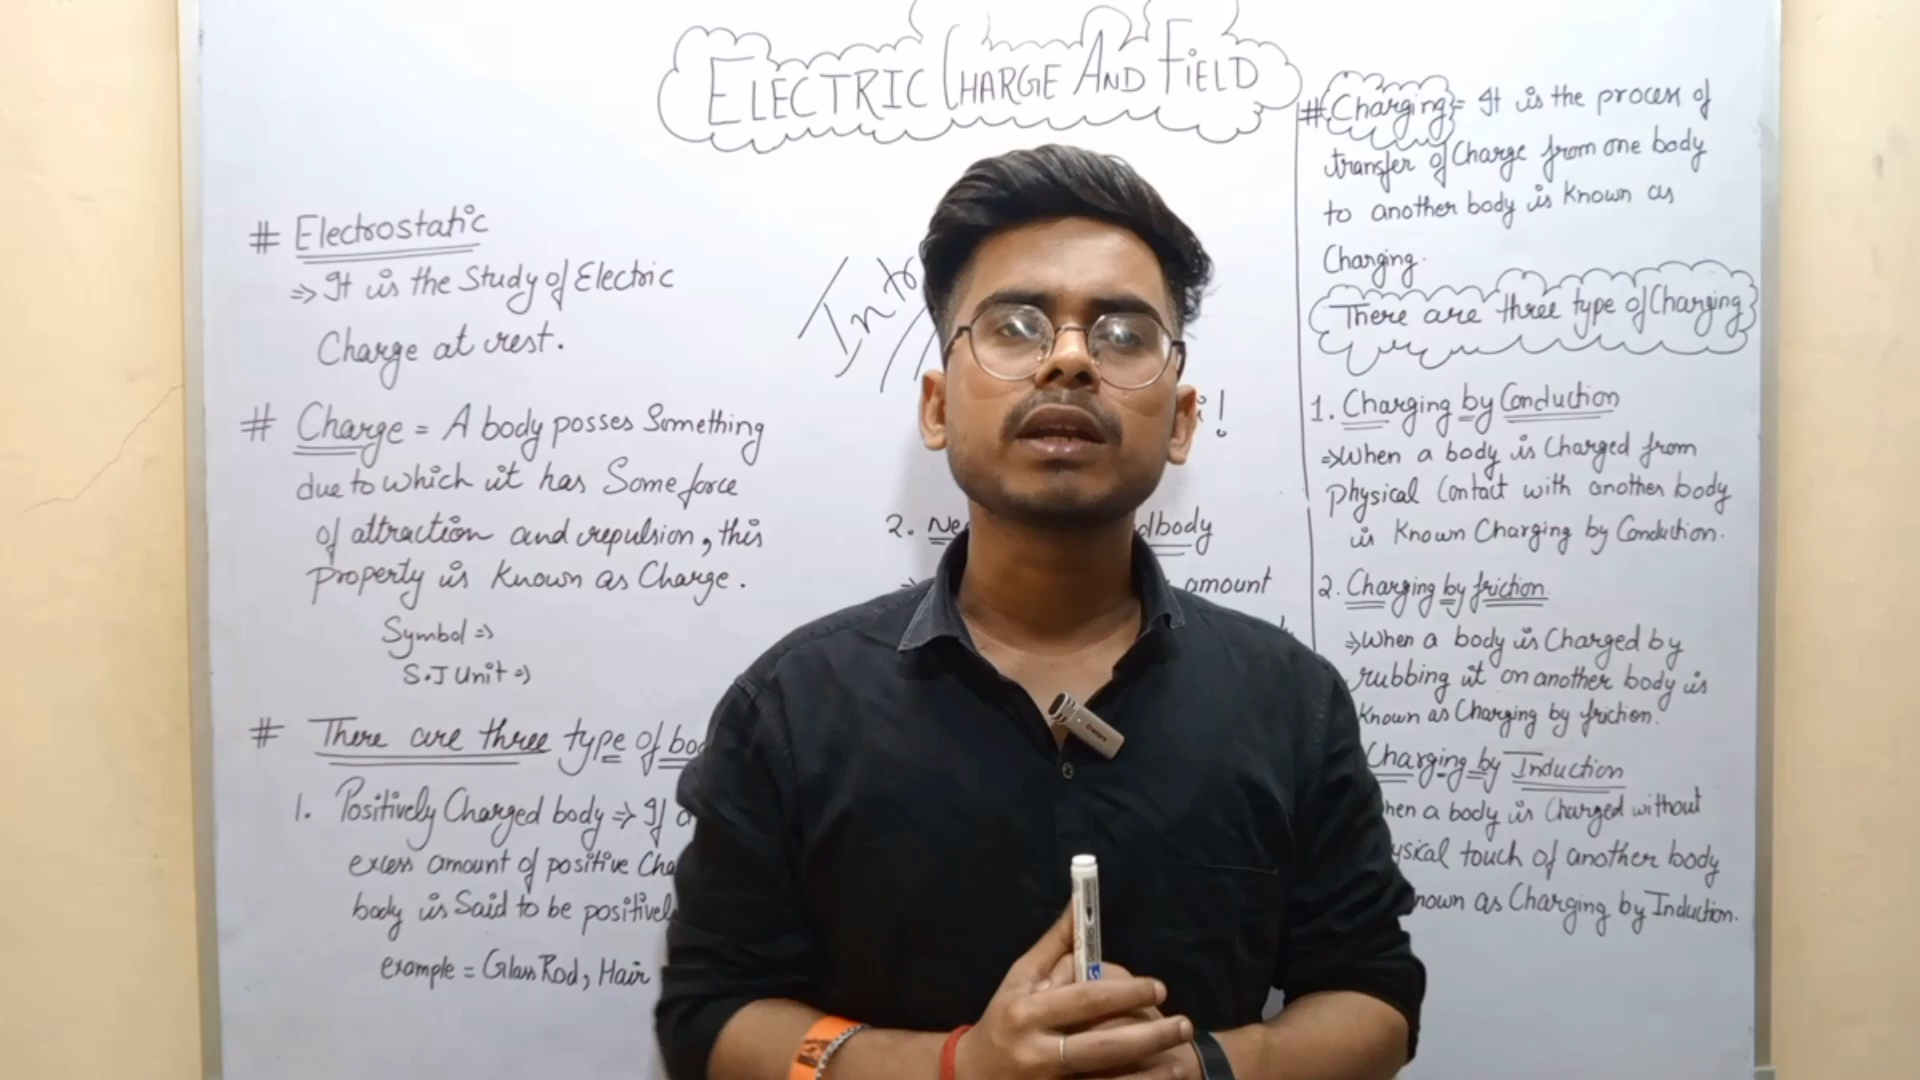 ELECTRIC CHARGE AND FIELD
# Electrostatic
=> It is the Study of Electric
Charge at rest.
# Charge = A body posses Something
due to which it has Some force
of attraction and repulsion, this
property is Known as Charge.
Symbol =>
S.I Unit =>
# There are three type of bo
1. Positively Charged body => If a
excess amount of positive Cha
body is Said to be positivel
example = Glass Rod, Hair
Intr
!
2. Ne dbody
amount
# Charging = It is the process of
transfer of Charge from one body
to another body is Known as
Charging.
There are three type of Charging
1. Charging by Conduction
=> When a body is Charged from
Physical Contact with another body
is Known Charging by Conduction.
2. Charging by friction
=> When a body is Charged by
rubbing it on another body is
Known as Charging by friction.
Charging by Induction
hen a body is Charged without
ysical touch of another body
nown as Charging by Induction.